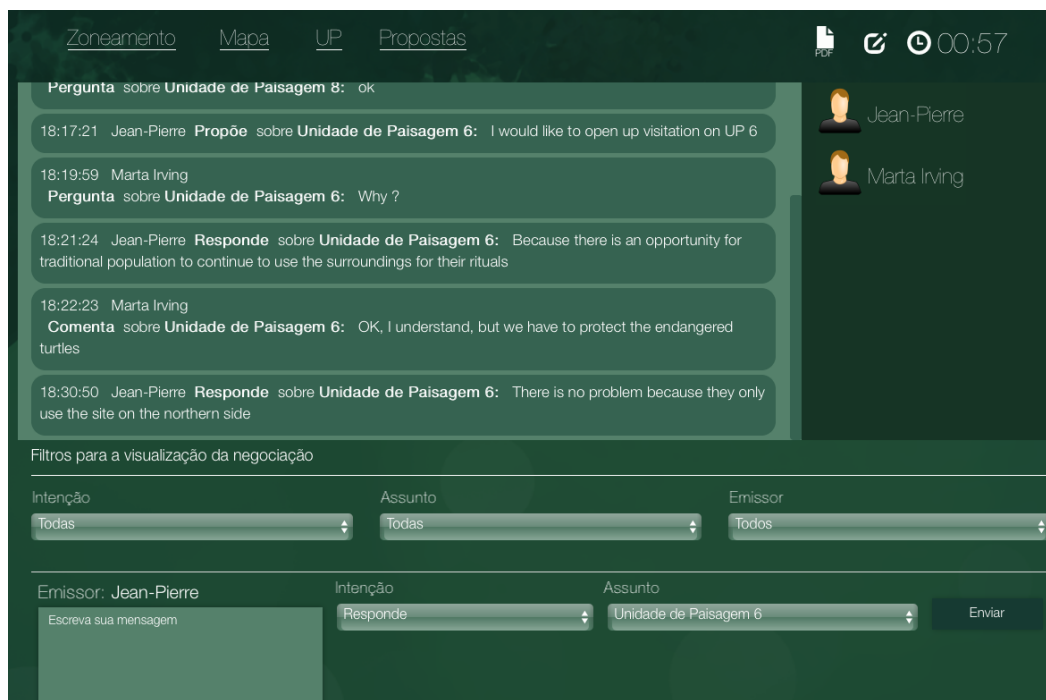 Zoneamento Mapa UP Propostas PDF 00:57
Pergunta sobre Unidade de Paisagem 8: ok
Jean-Pierre
18:17:21 Jean-Pierre Propõe sobre Unidade de Paisagem 6: I would like to open up visitation on UP 6
18:19:59 Marta Irving
Marta Irving
Pergunta sobre Unidade de Paisagem 6: Why ?
18:21:24 Jean-Pierre Responde sobre Unidade de Paisagem 6: Because there is an opportunity for
traditional population to continue to use the surroundings for their rituals
18:22:23 Marta Irving
Comenta sobre Unidade de Paisagem 6: OK, I understand, but we have to protect the endangered
turtles
18:30:50 Jean-Pierre Responde sobre Unidade de Paisagem 6: There is no problem because they only
use the site on the northern side
Filtros para a visualização da negociação
Intenção Assunto Emissor
Todas Todas Todos
Emissor: Jean-Pierre Intenção Assunto
Escreva sua mensagem Responde Unidade de Paisagem 6 Enviar